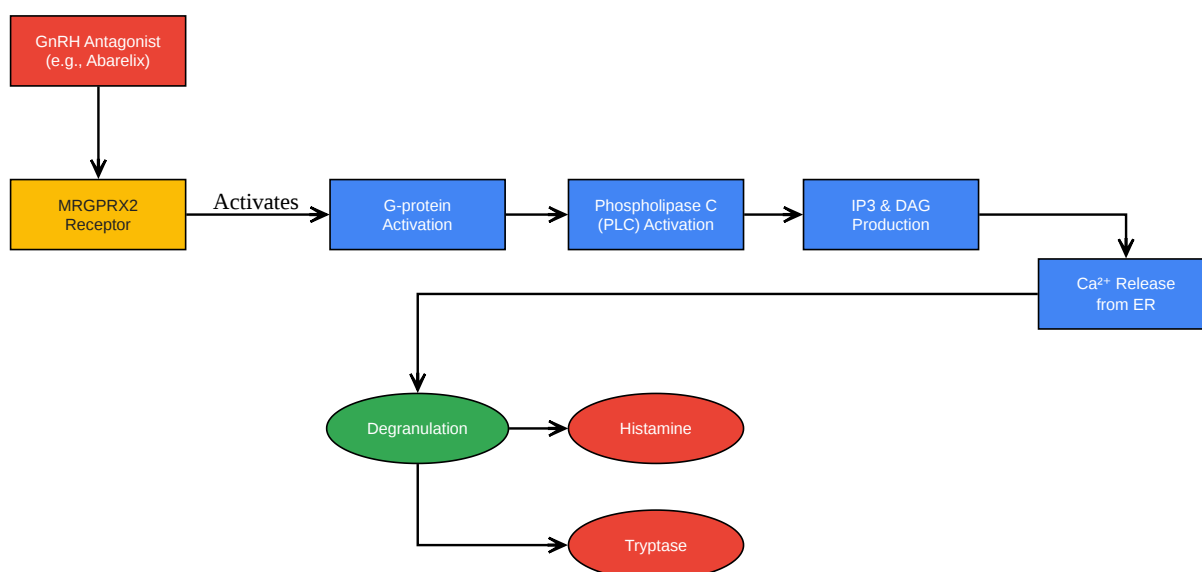 GnRH Antagonist
(e.g., Abarelix)
MRGPRX2
Receptor
Activates
G-protein
Activation
Phospholipase C
(PLC) Activation
IP3 & DAG
Production
Ca²⁺ Release
from ER
Degranulation
Histamine
Tryptase